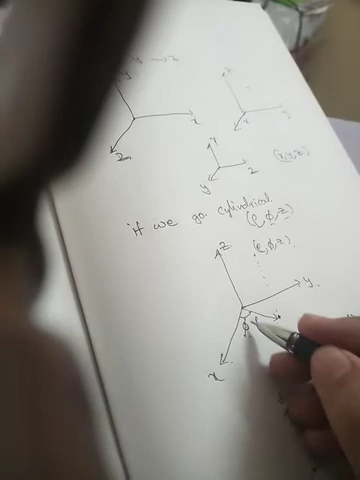 y → z
x
z
x
z
y
(x,y,z)
if we go cylindrical.
(ρ,φ,z)
(ρ,φ,z)
z
y
φ
x